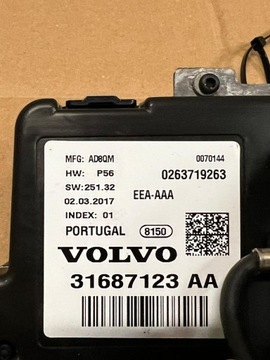 MFG: AD8QM 0070144
HW: P56 0263719263
SW:251.32 EEA-AAA
02.03.2017
INDEX: 01
PORTUGAL 8150
VOLVO
31687123 AA